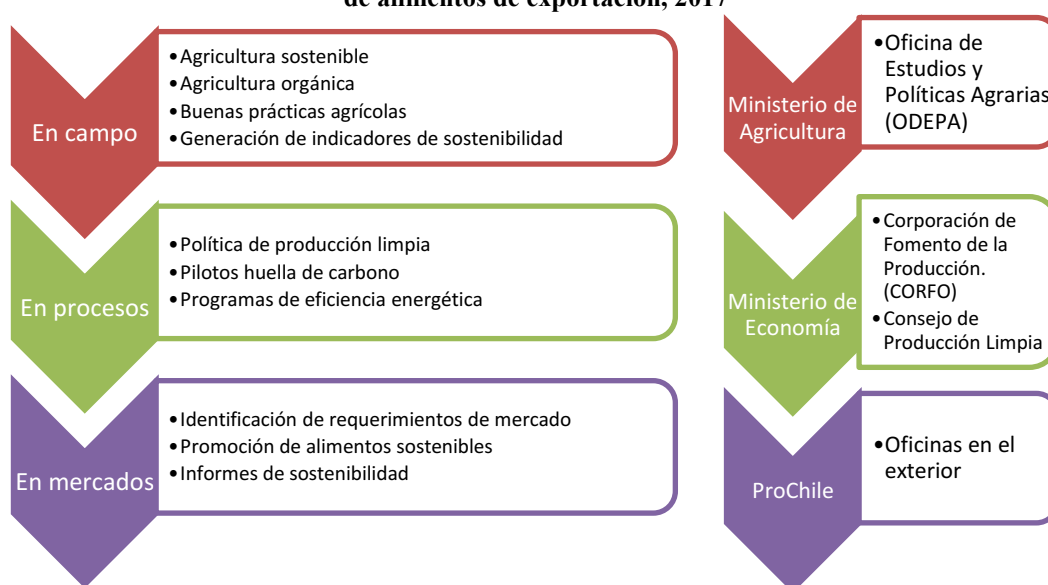 de alimentos de exportación, 2017
En campo
•Agricultura sostenible
•Agricultura orgánica
•Buenas prácticas agrícolas
•Generación de indicadores de sostenibilidad
En procesos
•Política de producción limpia
•Pilotos huella de carbono
•Programas de eficiencia energética
En mercados
•Identificación de requerimientos de mercado
•Promoción de alimentos sostenibles
•Informes de sostenibilidad
Ministerio de
Agricultura
•Oficina de
Estudios y
Políticas Agrarias
(ODEPA)
Ministerio de
Economía
•Corporación de
Fomento de la
Producción.
(CORFO)
•Consejo de
Producción Limpia
ProChile
•Oficinas en el
exterior